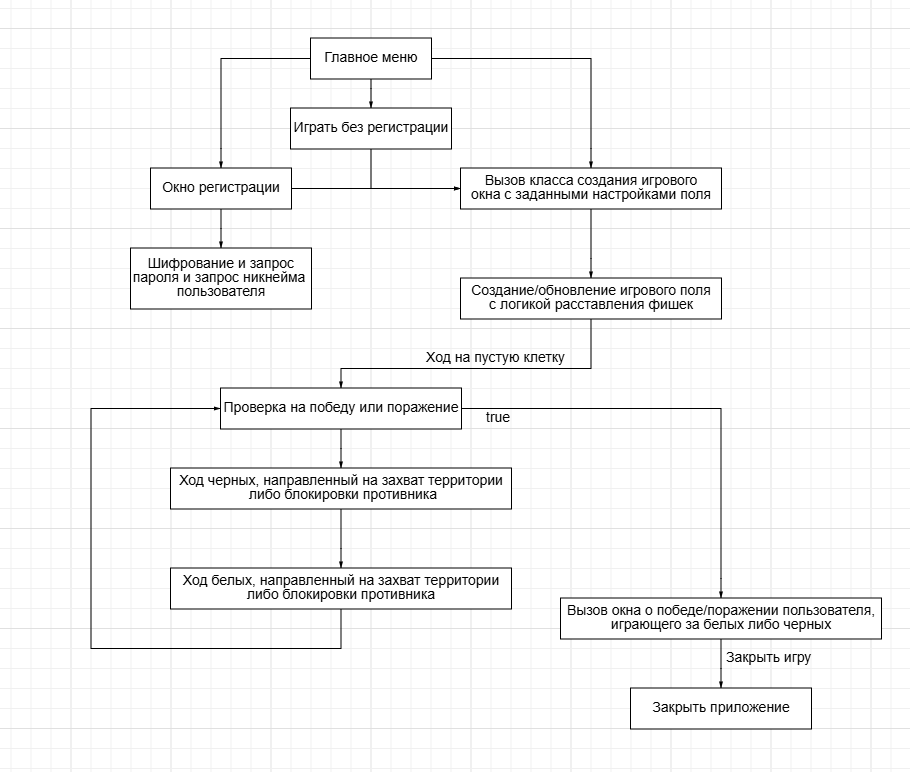 Главное меню
Играть без регистрации
Окно регистрации
Вызов класса создания игрового
окна с заданными настройками поля
Шифрование и запрос
пароля и запрос никнейма
пользователя
Создание/обновление игрового поля
с логикой расставления фишек
Ход на пустую клетку
Проверка на победу или поражение
true
Ход черных, направленный на захват территории
либо блокировки противника
Ход белых, направленный на захват территории
либо блокировки противника
Вызов окна о победе/поражении пользователя,
играющего за белых либо черных
Закрыть игру
Закрыть приложение